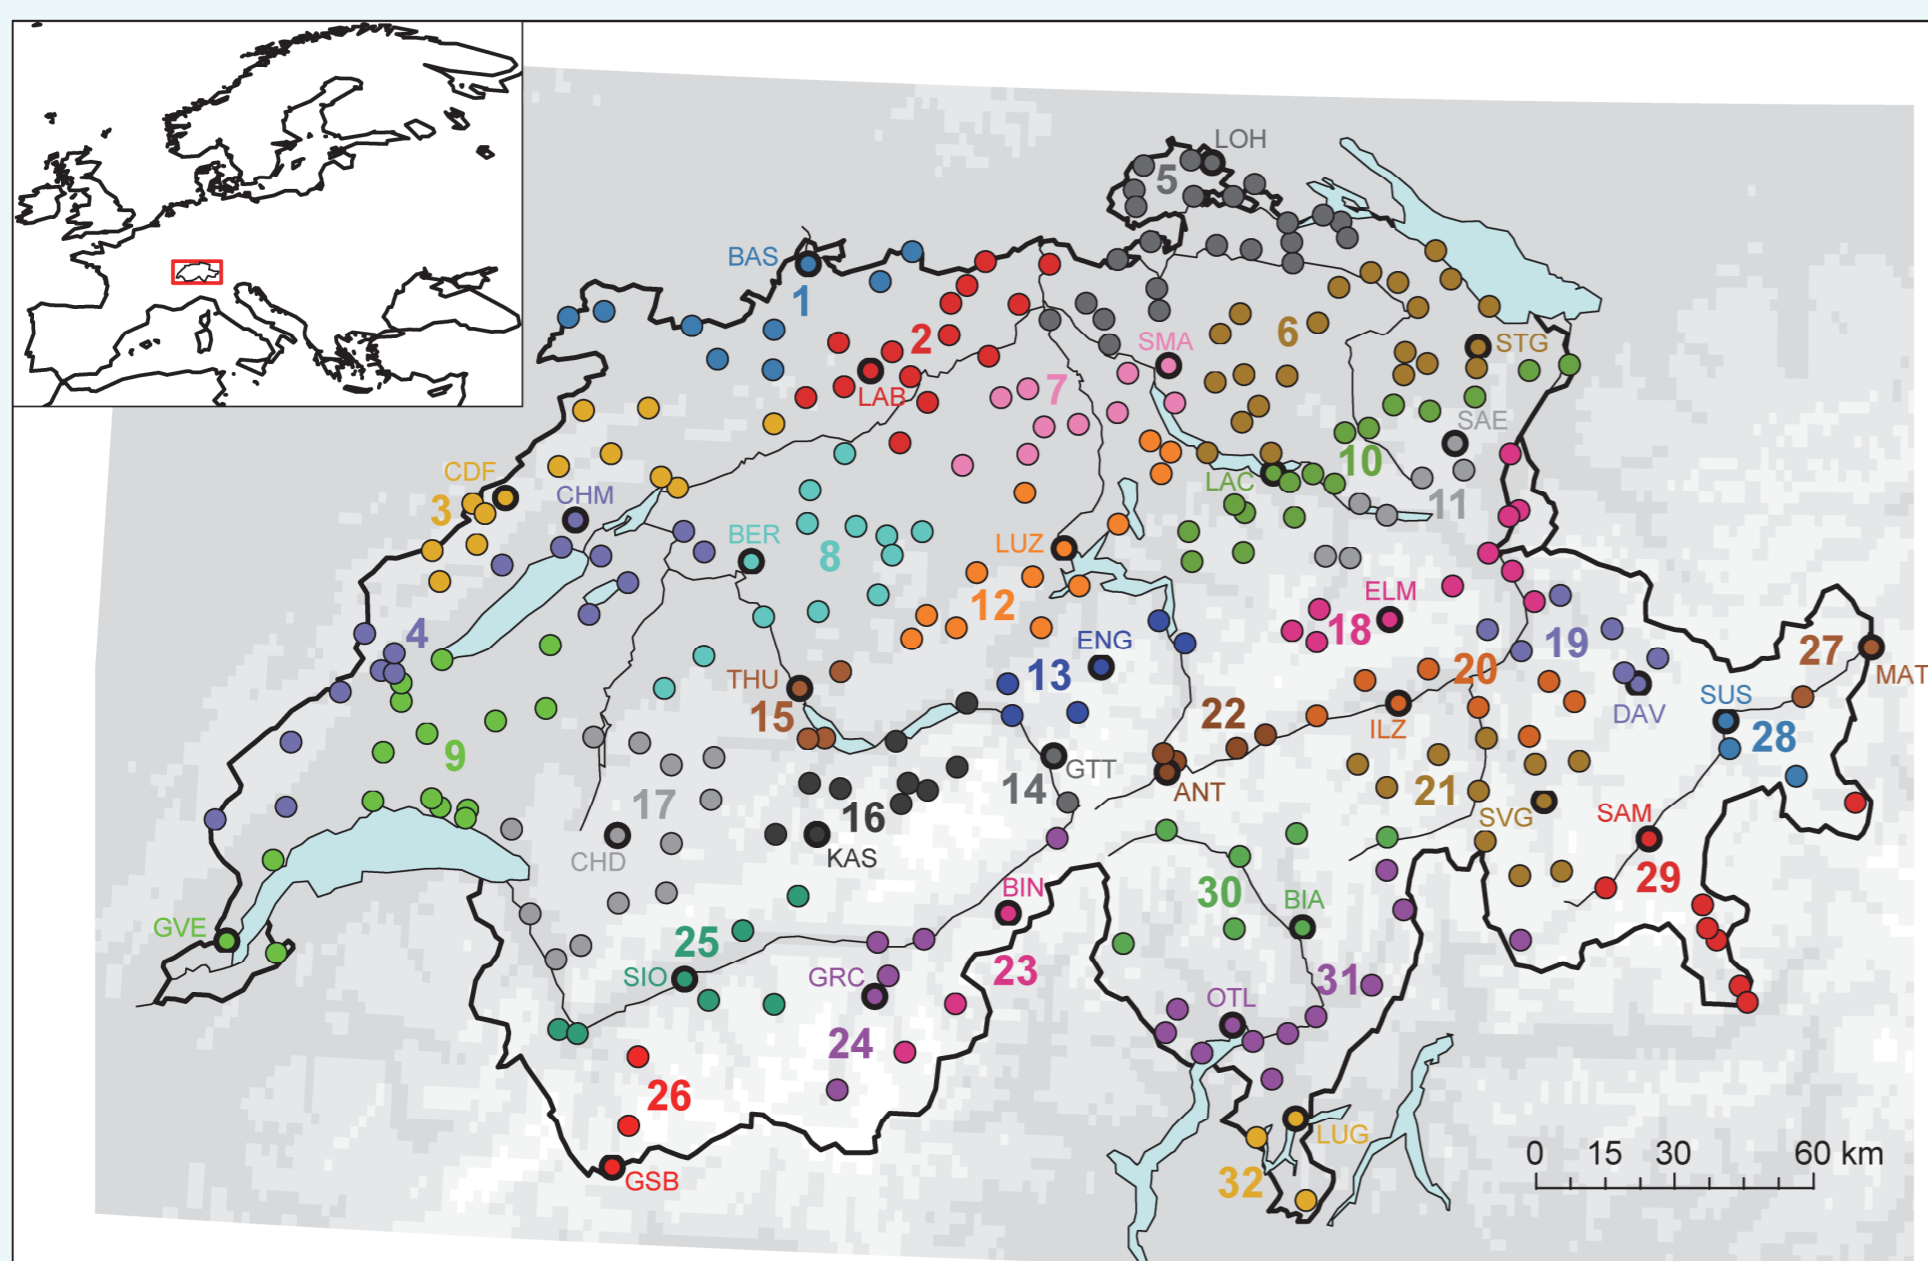 LOH
5
BAS
1
6
SMA
STG
2
LAB
7
SAE
CDF
10
LAC
CHM
3
11
BER
LUZ
8
ELM
12
4
18
ENG
19
27
20
13
MAT
THU
SUS
15
22
DAV
ILZ
28
9
GTT
21
14
ANT
17
16
SVG
SAM
KAS
CHD
29
BIN
30
BIA
GVE
25
SIO
23
GRC
31
OTL
24
26
LUG
0 15 30 60 km
32
GSB